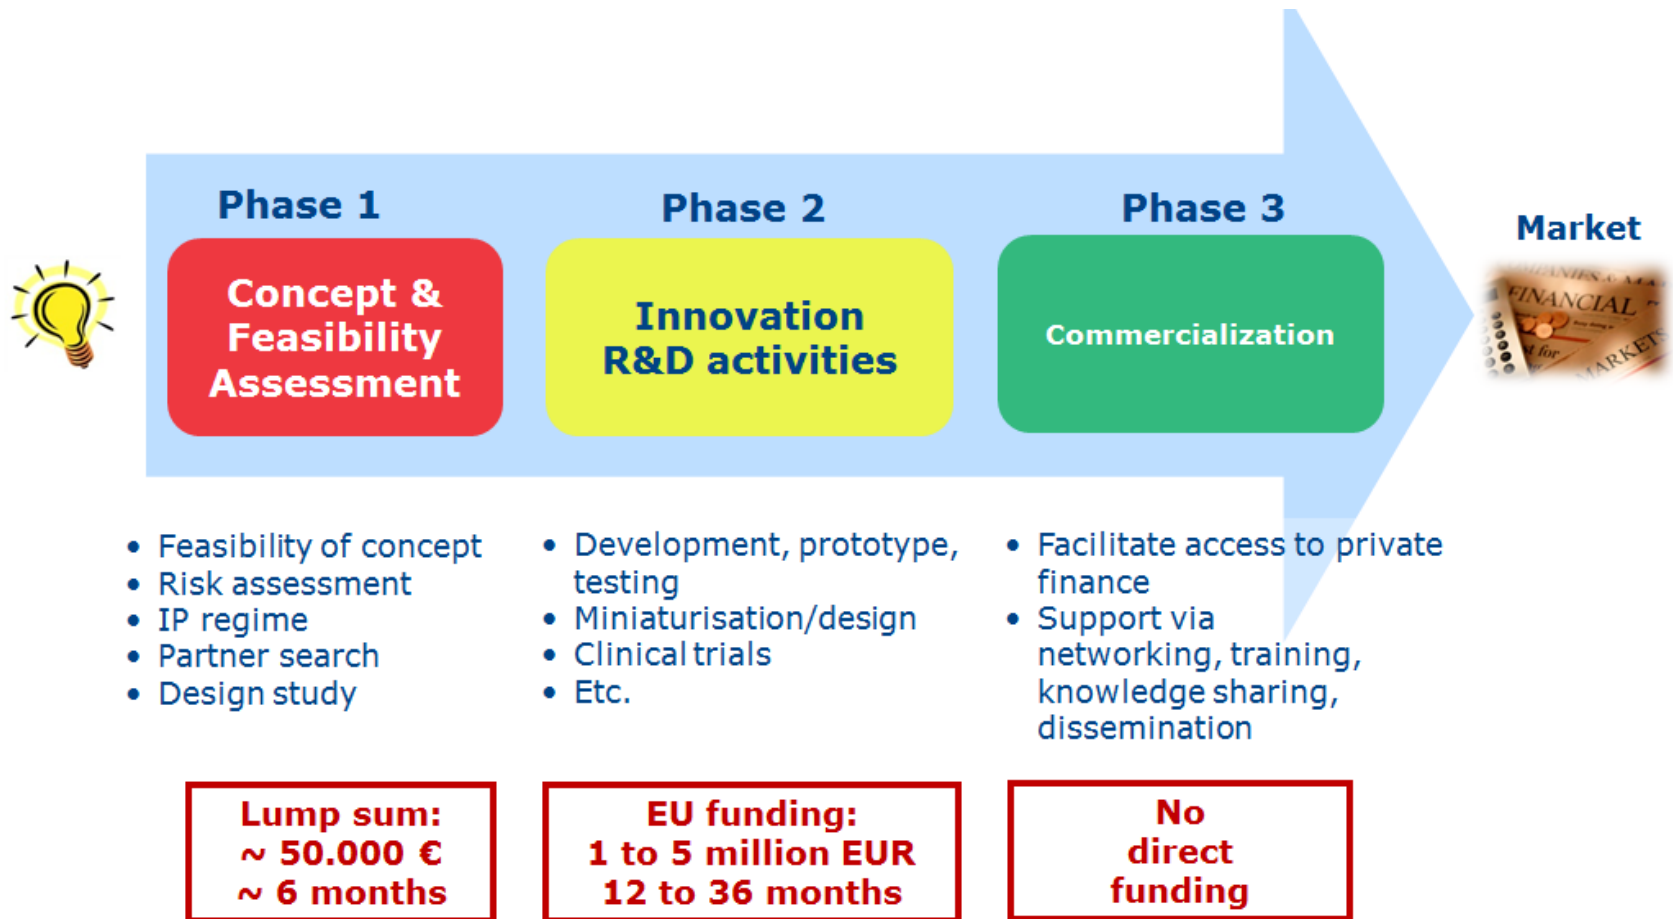 Phase 1
Phase 2
Phase 3
Market
Concept &
Feasibility
Assessment
Innovation
R&D activities
Commercialization
FINANCIAL
MARKETS
• Feasibility of concept
• Risk assessment
• IP regime
• Partner search
• Design study
• Development, prototype,
testing
• Miniaturisation/design
• Clinical trials
• Etc.
• Facilitate access to private
finance
• Support via
networking, training,
knowledge sharing,
dissemination
Lump sum:
~ 50.000 €
~ 6 months
EU funding:
1 to 5 million EUR
12 to 36 months
No
direct
funding